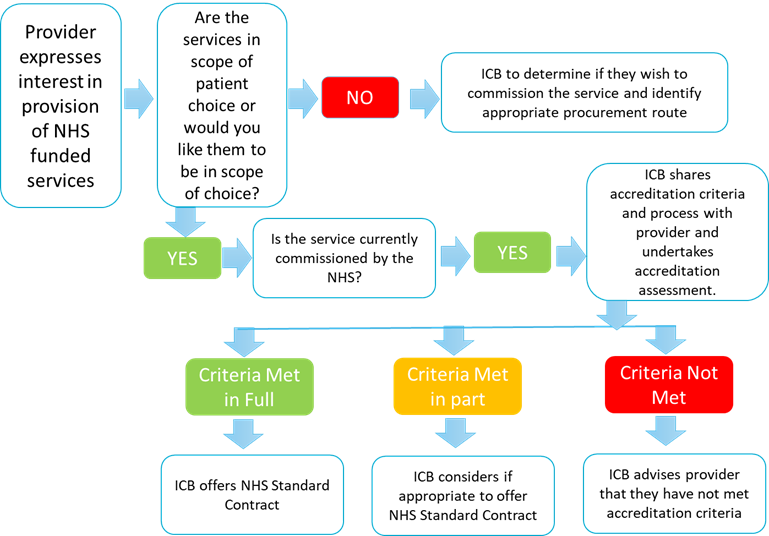 Provider
expresses
interest in
provision
of NHS
funded
services
Are the
services in
scope of
patient
choice or
would you
like them to
be in scope
of choice?
NO
ICB to determine if they wish to
commission the service and identify
appropriate procurement route
YES
Is the service currently
commissioned by the
NHS?
YES
ICB shares
accreditation criteria
and process with
provider and
undertakes
accreditation
assessment.
Criteria Met
in Full
Criteria Met
in part
Criteria Not
Met
ICB offers NHS Standard
Contract
ICB considers if
appropriate to offer
NHS Standard Contract
ICB advises provider
that they have not met
accreditation criteria